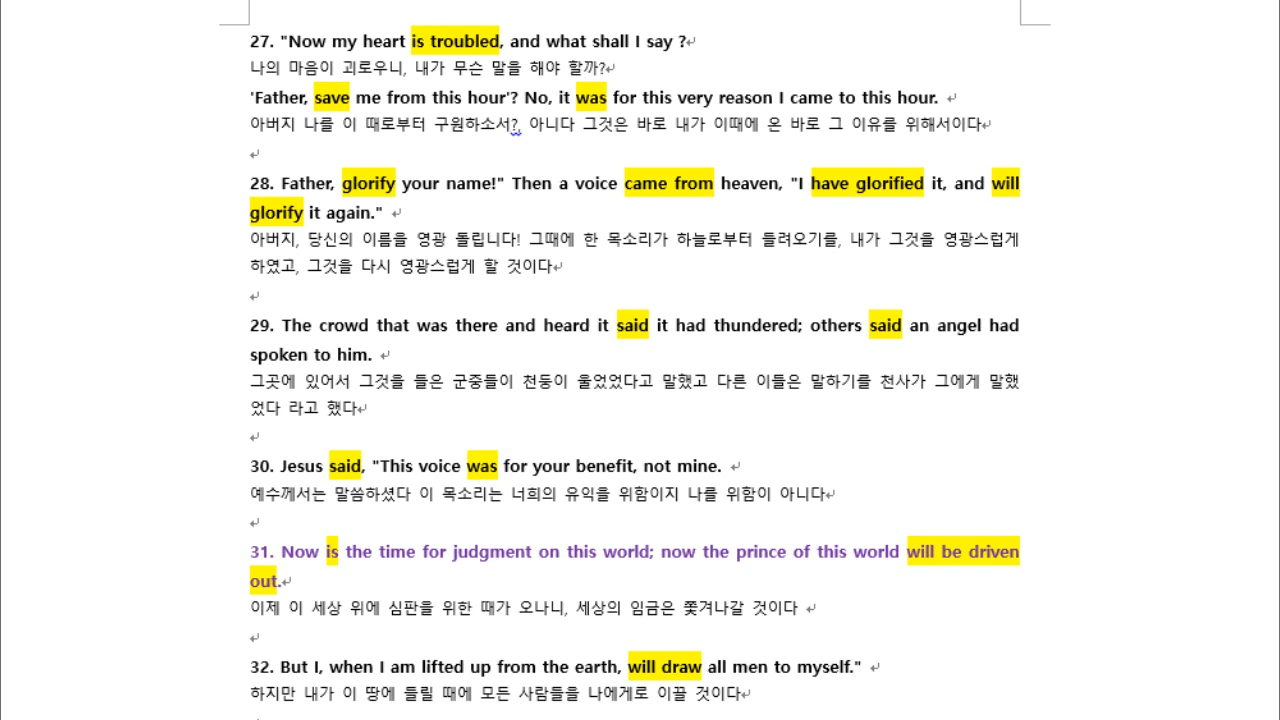 27. "Now my heart is troubled, and what shall I say ?
나의 마음이 괴로우니, 내가 무슨 말을 해야 할까?
'Father, save me from this hour'? No, it was for this very reason I came to this hour.
아버지 나를 이 때로부터 구원하소서?, 아니다 그것은 바로 내가 이때에 온 바로 그 이유를 위해서이다
28. Father, glorify your name!" Then a voice came from heaven, "I have glorified it, and will
glorify it again."
아버지, 당신의 이름을 영광 돌립니다! 그때에 한 목소리가 하늘로부터 들려오기를, 내가 그것을 영광스럽게
하였고, 그것을 다시 영광스럽게 할 것이다
29. The crowd that was there and heard it said it had thundered; others said an angel had
spoken to him.
그곳에 있어서 그것을 들은 군중들이 천둥이 울었었다고 말했고 다른 이들은 말하기를 천사가 그에게 말했
었다 라고 했다
30. Jesus said, "This voice was for your benefit, not mine.
예수께서는 말씀하셨다 이 목소리는 너희의 유익을 위함이지 나를 위함이 아니다
31. Now is the time for judgment on this world; now the prince of this world will be driven
out.
이제 이 세상 위에 심판을 위한 때가 오나니, 세상의 임금은 쫓겨나갈 것이다
32. But I, when I am lifted up from the earth, will draw all men to myself."
하지만 내가 이 땅에 들릴 때에 모든 사람들을 나에게로 이끌 것이다